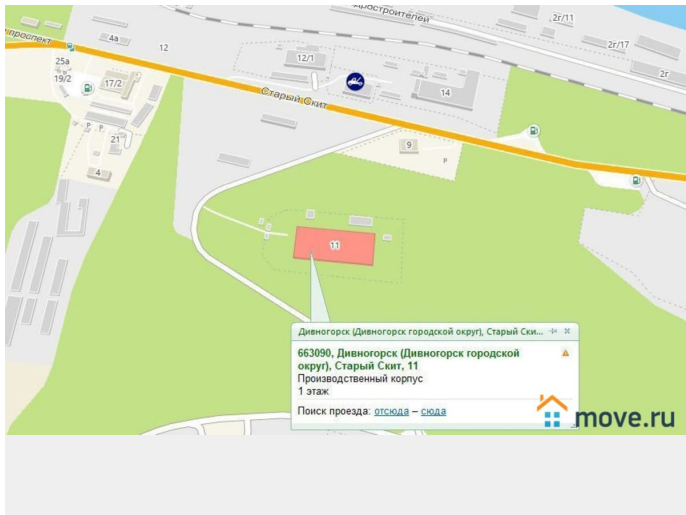 дростроителей
2г/11
проспект
4а
12
12/1
2г/17
25а
19/2
17/2
2г
14
Старый Скит
Р
Р
21
9
Р
4
11
Дивногорск (Дивногорск городской округ), Старый Ски...
663090, Дивногорск (Дивногорск городской
округ), Старый Скит, 11
Производственный корпус
1 этаж
Поиск проезда: отсюда – сюда
move.ru